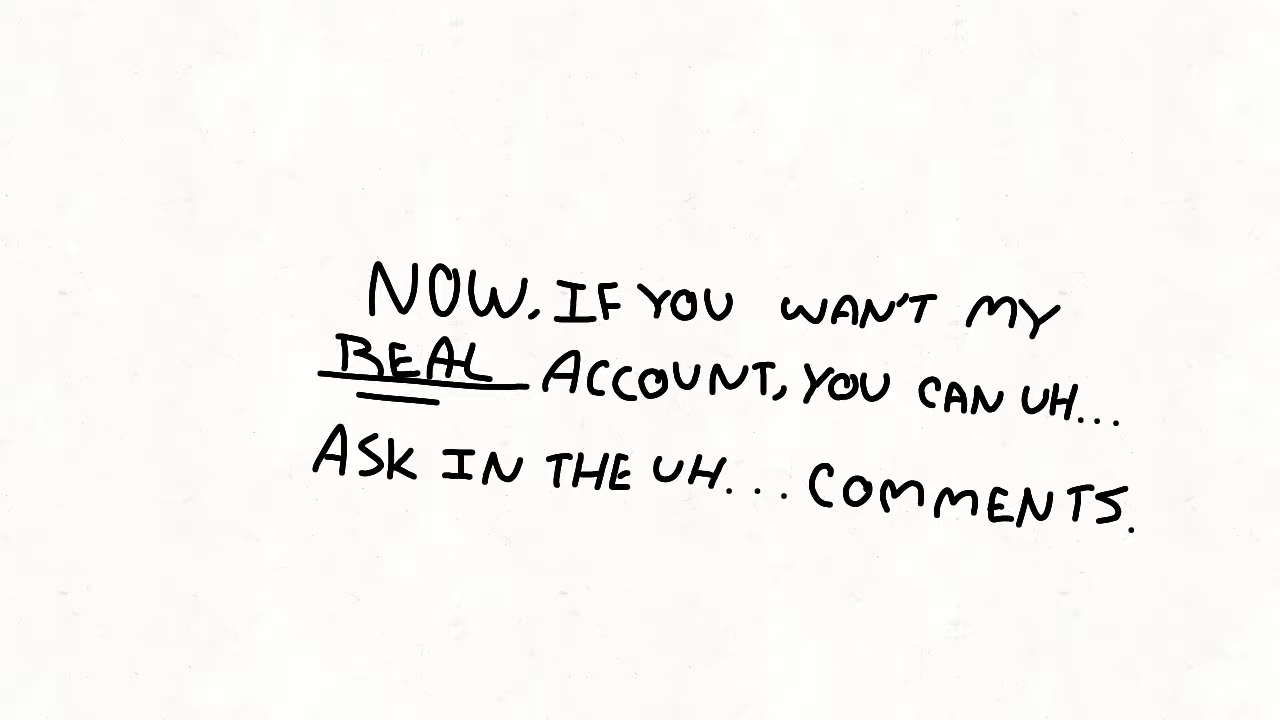 NOW, IF YOU WAN'T MY
REAL ACCOUNT, YOU CAN UH...
ASK IN THE UH... COMMENTS.